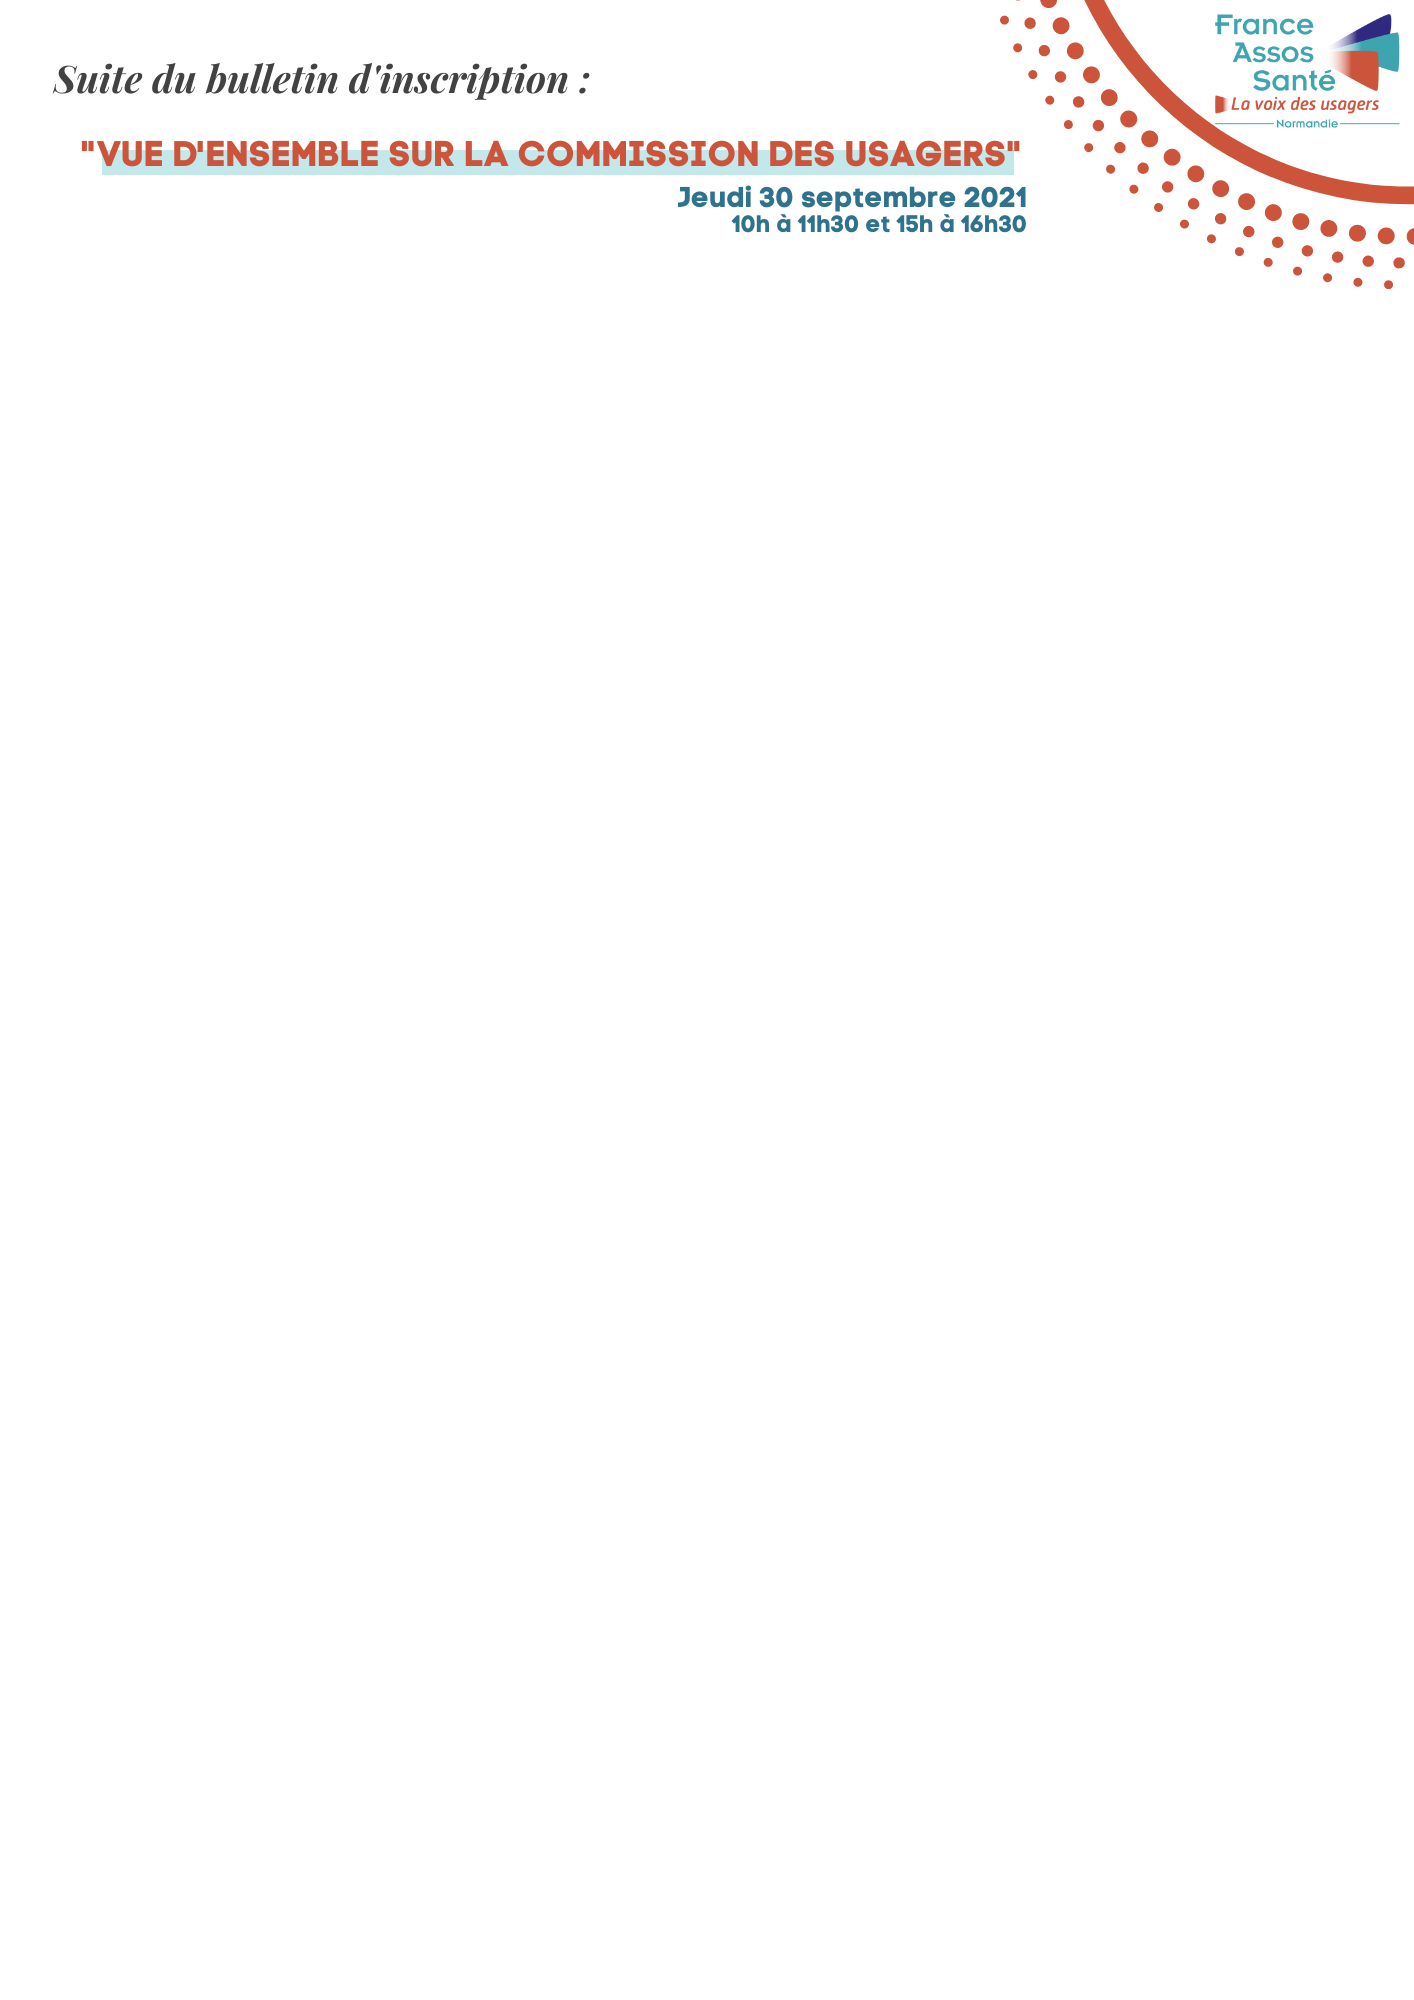 Suite du bulletin d'inscription :
"VUE D'ENSEMBLE SUR LA COMMISSION DES USAGERS"
Jeudi 30 septembre 2021
10h à 11h30 et 15h à 16h30
France
Assos
Santé
La voix des usagers
Normandie